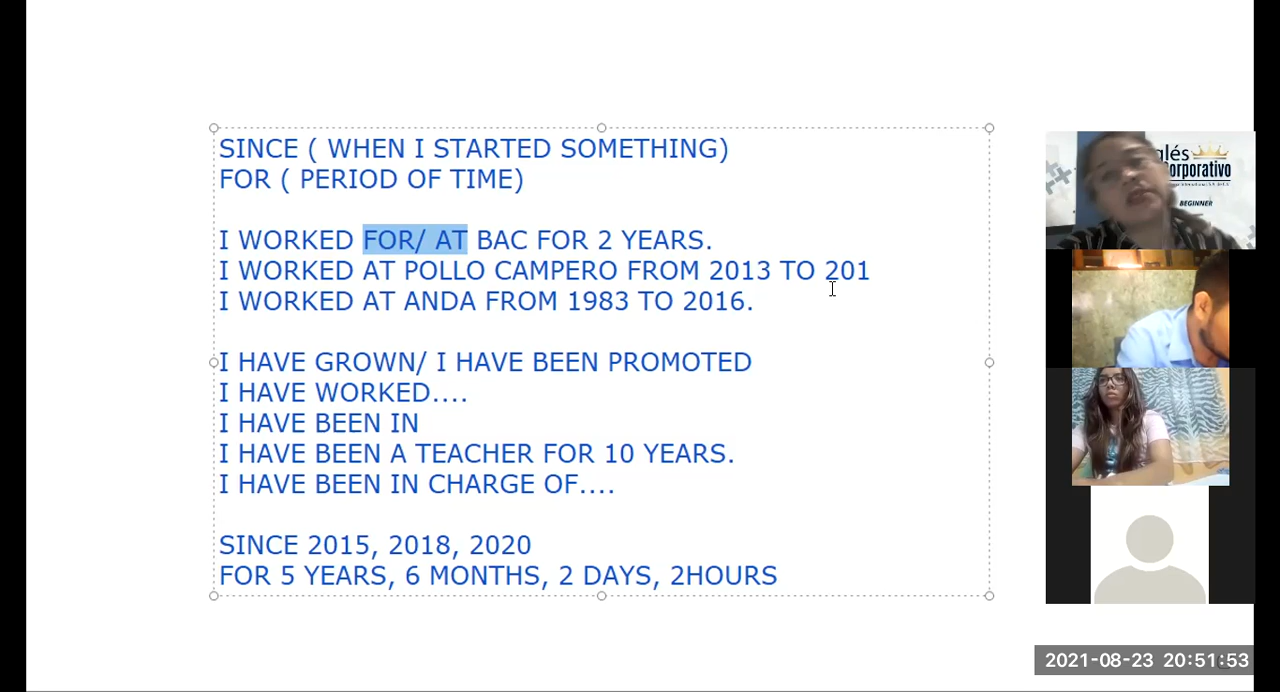 SINCE ( WHEN I STARTED SOMETHING)
FOR ( PERIOD OF TIME)
I WORKED FOR/ AT BAC FOR 2 YEARS.
I WORKED AT POLLO CAMPERO FROM 2013 TO 201
I WORKED AT ANDA FROM 1983 TO 2016.
I HAVE GROWN/ I HAVE BEEN PROMOTED
I HAVE WORKED....
I HAVE BEEN IN
I HAVE BEEN A TEACHER FOR 10 YEARS.
I HAVE BEEN IN CHARGE OF....
SINCE 2015, 2018, 2020
FOR 5 YEARS, 6 MONTHS, 2 DAYS, 2HOURS
glés
orporativo
BEGINNER
2021-08-23 20:51:53